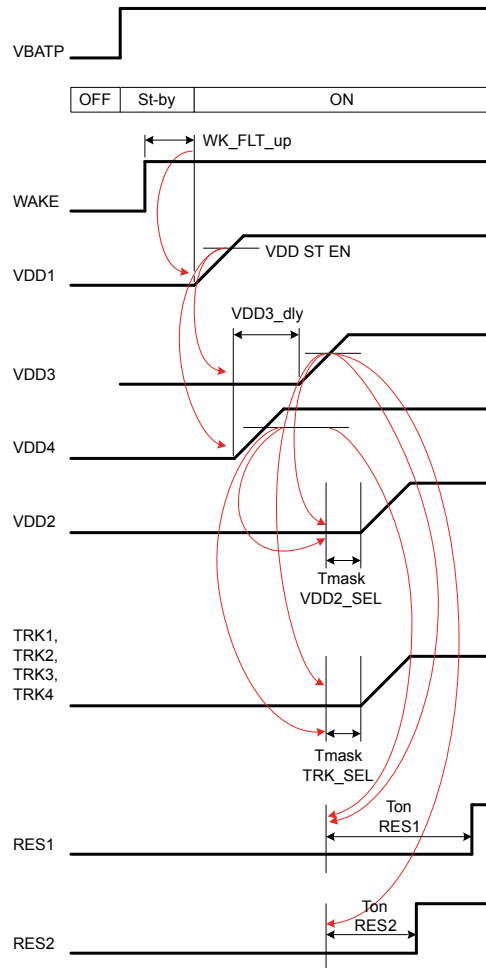 VBATP
OFF St-by ON
WK_FLT_up
WAKE
VDD ST EN
VDD1
VDD3_dly
VDD3
VDD4
VDD2
Tmask
VDD2_SEL
TRK1,
TRK2,
TRK3,
TRK4
Tmask
TRK_SEL
Ton
RES1
RES1
Ton
RES2
RES2